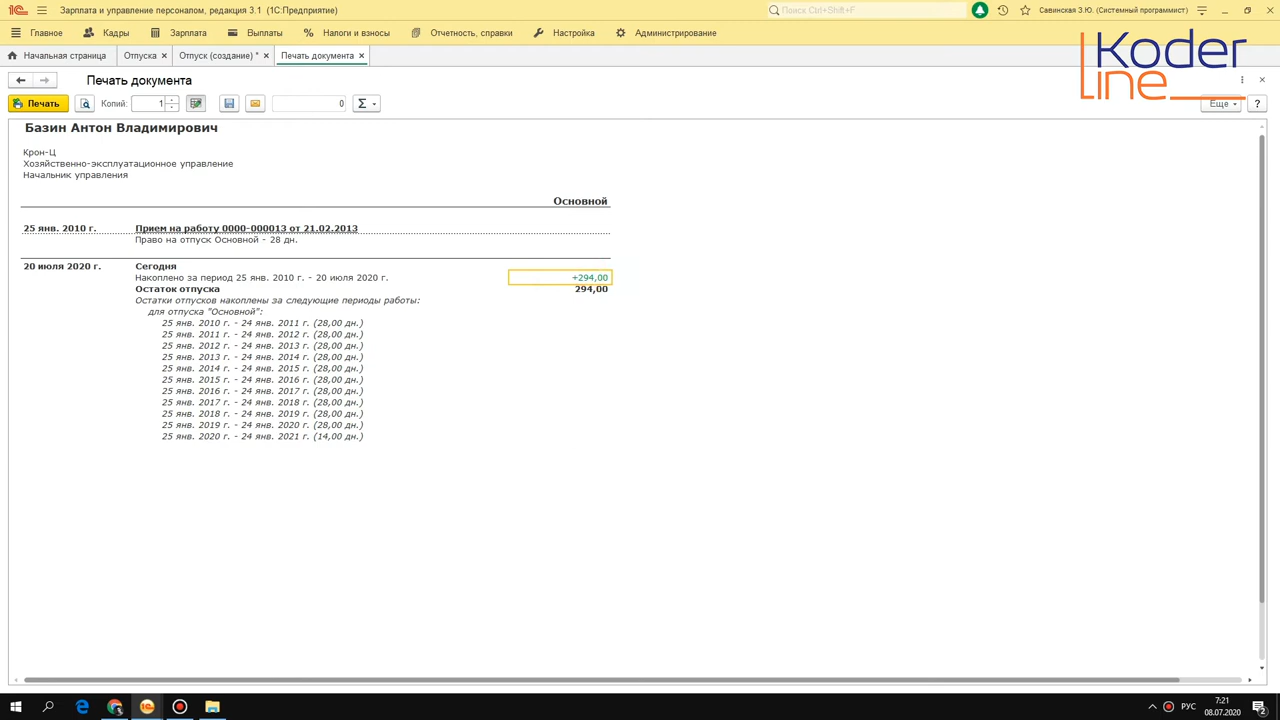 Зарплата и управление персоналом, редакция 3.1 (1С:Предприятие)
Поиск Ctrl+Shift+F
Савинская З.Ю. (Системный программист)
Главное
Кадры
Зарплата
Выплаты
Налоги и взносы
Отчетность, справки
Настройка
Администрирование
Koder
line
Начальная страница
Отпуска ×
Отпуск (создание) * ×
Печать документа ×
Печать документа
Печать
Копий:
1
0
Σ
Еще
?
Базин Антон Владимирович
Крон-Ц
Хозяйственно-эксплуатационное управление
Начальник управления
Основной
25 янв. 2010 г. Прием на работу 0000-000013 от 21.02.2013
Право на отпуск Основной - 28 дн.
20 июля 2020 г. Сегодня
Накоплено за период 25 янв. 2010 г. - 20 июля 2020 г. +294,00
Остаток отпуска 294,00
Остатки отпусков накоплены за следующие периоды работы:
для отпуска "Основной":
25 янв. 2010 г. - 24 янв. 2011 г. (28,00 дн.)
25 янв. 2011 г. - 24 янв. 2012 г. (28,00 дн.)
25 янв. 2012 г. - 24 янв. 2013 г. (28,00 дн.)
25 янв. 2013 г. - 24 янв. 2014 г. (28,00 дн.)
25 янв. 2014 г. - 24 янв. 2015 г. (28,00 дн.)
25 янв. 2015 г. - 24 янв. 2016 г. (28,00 дн.)
25 янв. 2016 г. - 24 янв. 2017 г. (28,00 дн.)
25 янв. 2017 г. - 24 янв. 2018 г. (28,00 дн.)
25 янв. 2018 г. - 24 янв. 2019 г. (28,00 дн.)
25 янв. 2019 г. - 24 янв. 2020 г. (28,00 дн.)
25 янв. 2020 г. - 24 янв. 2021 г. (14,00 дн.)
РУС
7:21
08.07.2020
2